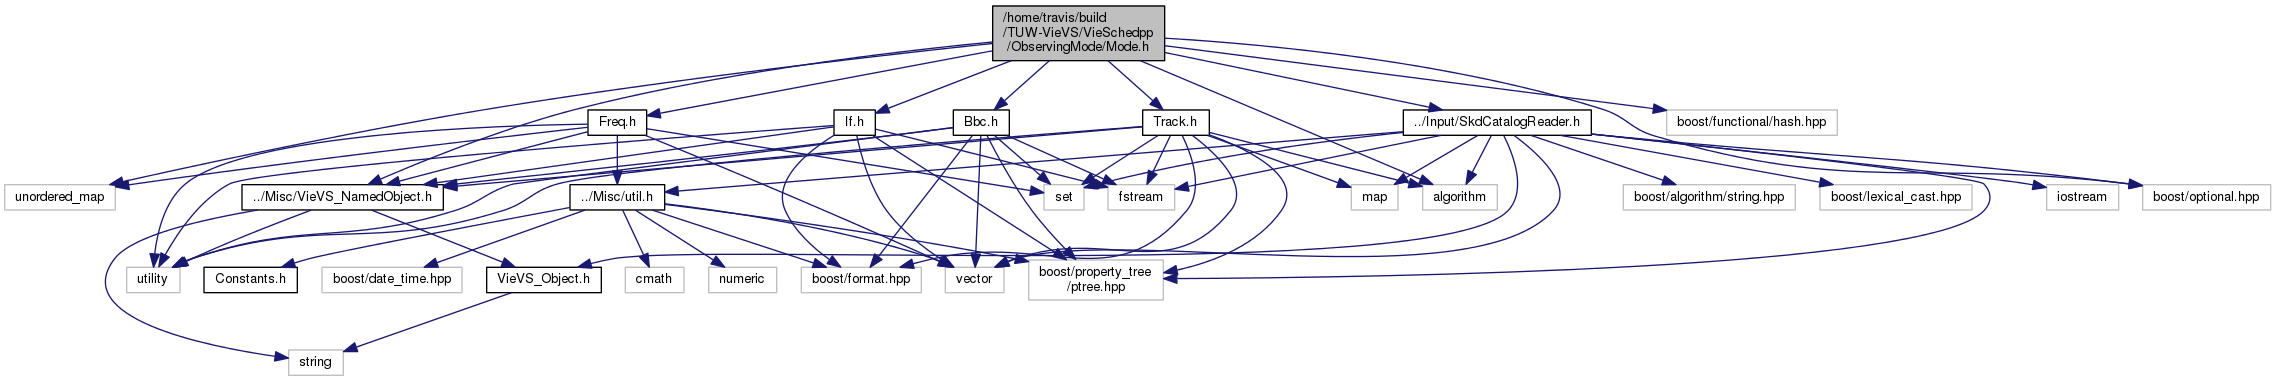 /home/travis/build
/TUW-VieVS/VieSchedpp
/ObservingMode/Mode.h
Freq.h
If.h
Bbc.h
Track.h
../Input/SkdCatalogReader.h
boost/functional/hash.hpp
unordered_map
../Misc/VieVS_NamedObject.h
../Misc/util.h
set
fstream
map
algorithm
boost/algorithm/string.hpp
boost/lexical_cast.hpp
iostream
boost/optional.hpp
utility
Constants.h
boost/date_time.hpp
VieVS_Object.h
cmath
numeric
boost/format.hpp
vector
boost/property_tree
/ptree.hpp
string